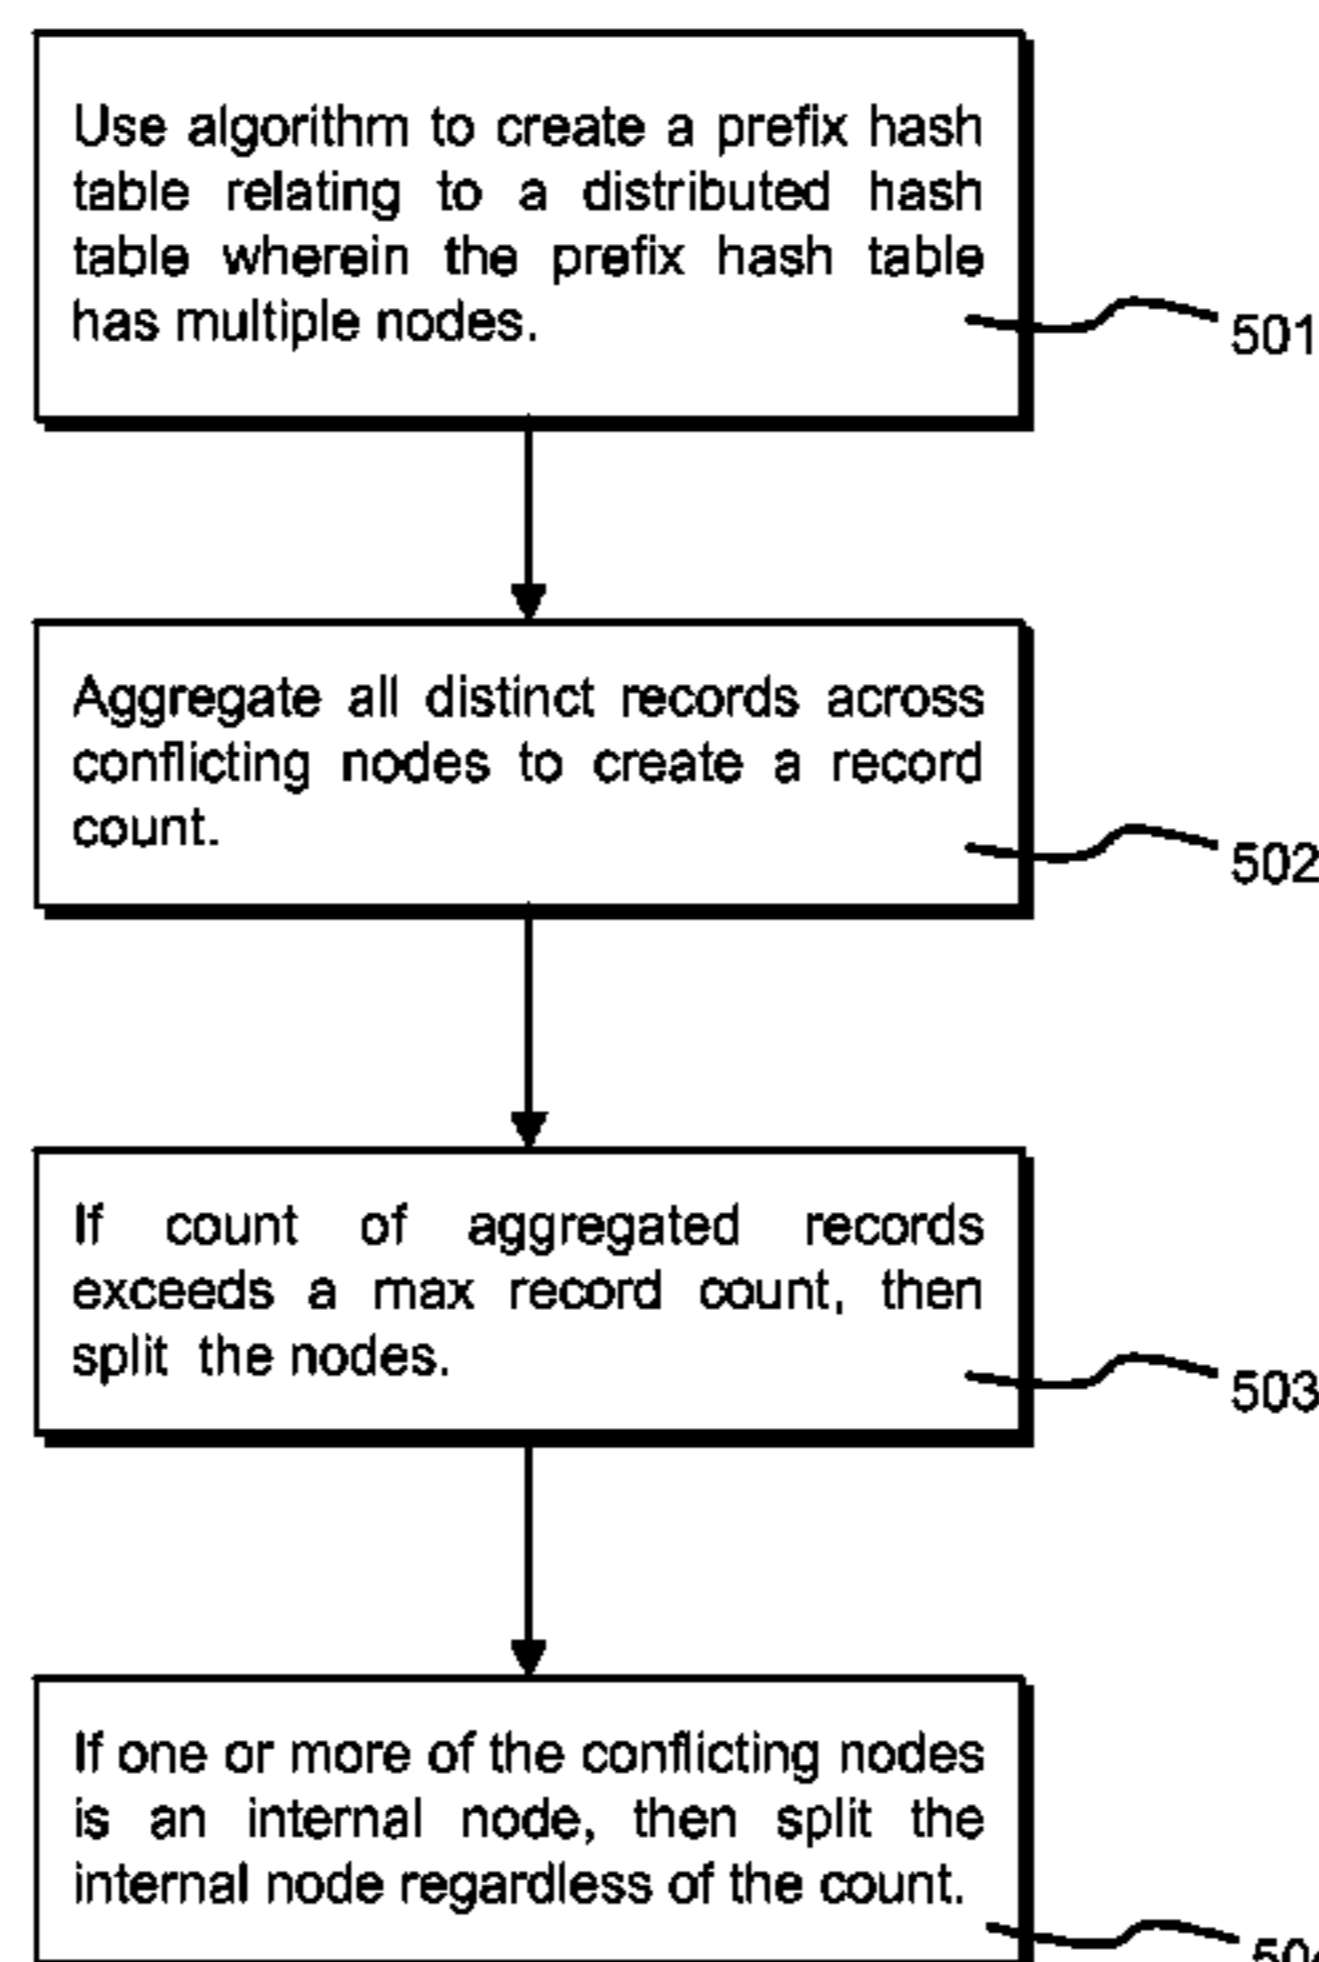 Use algorithm to create a prefix hash
table relating to a distributed hash
table wherein the prefix hash table
has multiple nodes.
501
Aggregate all distinct records across
conflicting nodes to create a record
count.
502
If count of aggregated records
exceeds a max record count, then
split the nodes.
503
If one or more of the conflicting nodes
is an internal node, then split the
internal node regardless of the count.